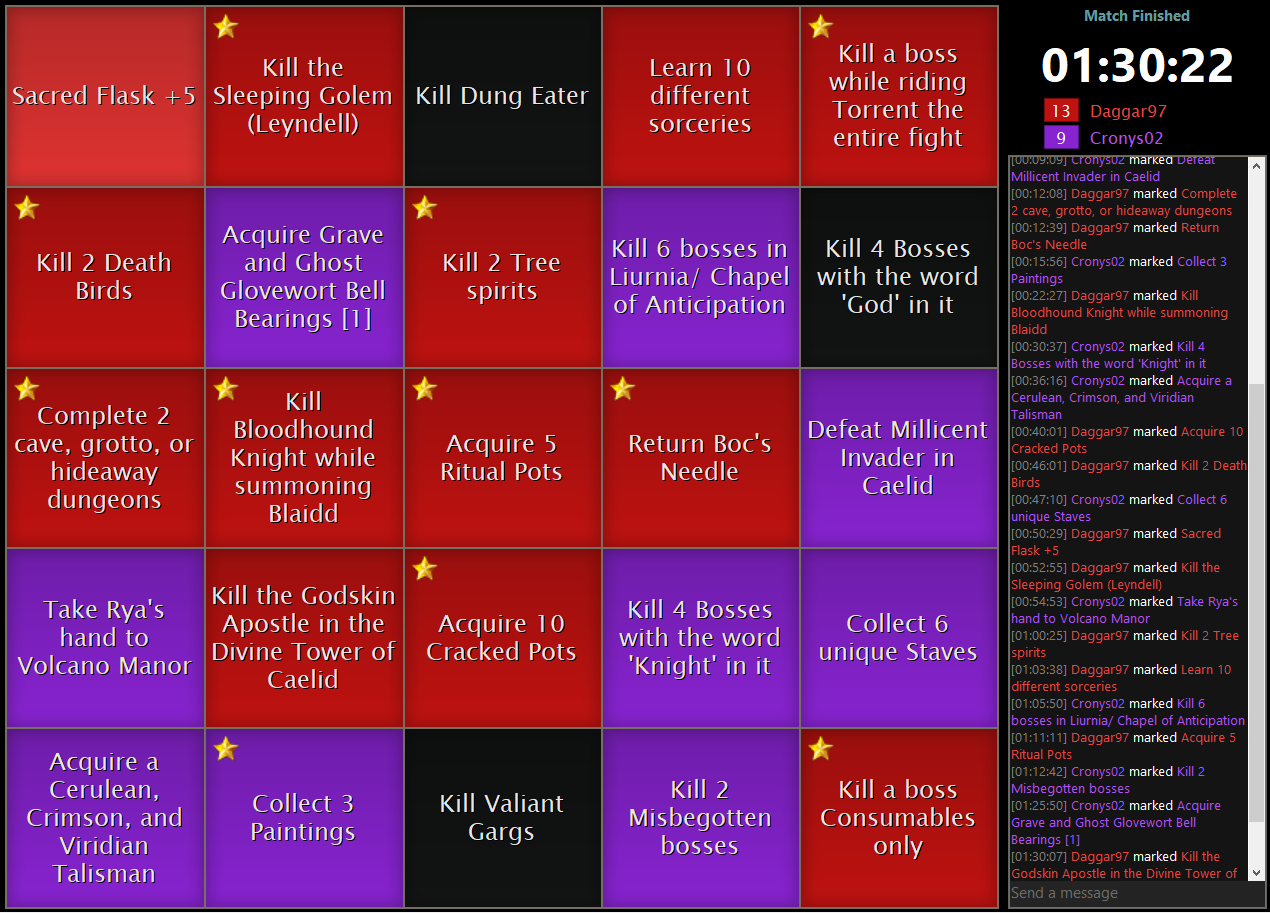 Sacred Flask +5
Kill the
Sleeping Golem
(Leyndell)
Kill Dung Eater
Learn 10
different
sorceries
Kill a boss
while riding
Torrent the
entire fight
Kill 2 Death
Birds
Acquire Grave
and Ghost
Glovewort Bell
Bearings [1]
Kill 2 Tree
spirits
Kill 6 bosses in
Liurnia/ Chapel
of Anticipation
Kill 4 Bosses
with the word
'God' in it
Complete 2
cave, grotto, or
hideaway
dungeons
Kill
Bloodhound
Knight while
summoning
Blaidd
Acquire 5
Ritual Pots
Return Boc's
Needle
Defeat Millicent
Invader in
Caelid
Take Rya's
hand to
Volcano Manor
Kill the Godskin
Apostle in the
Divine Tower of
Caelid
Acquire 10
Cracked Pots
Kill 4 Bosses
with the word
'Knight' in it
Collect 6
unique Staves
Acquire a
Cerulean,
Crimson, and
Viridian
Talisman
Collect 3
Paintings
Kill Valiant
Gargs
Kill 2
Misbegotten
bosses
Kill a boss
Consumables
only
Match Finished
01:30:22
13 Daggar97
9 Cronys02
[00:09:09] Cronys02 marked Defeat
Millicent Invader in Caelid
[00:12:08] Daggar97 marked Complete
2 cave, grotto, or hideaway dungeons
[00:12:39] Daggar97 marked Return
Boc's Needle
[00:15:56] Cronys02 marked Collect 3
Paintings
[00:22:27] Daggar97 marked Kill
Bloodhound Knight while summoning
Blaidd
[00:30:37] Cronys02 marked Kill 4
Bosses with the word 'Knight' in it
[00:36:16] Cronys02 marked Acquire a
Cerulean, Crimson, and Viridian
Talisman
[00:40:01] Daggar97 marked Acquire 10
Cracked Pots
[00:46:01] Daggar97 marked Kill 2 Death
Birds
[00:47:10] Cronys02 marked Collect 6
unique Staves
[00:50:29] Daggar97 marked Sacred
Flask +5
[00:52:55] Daggar97 marked Kill the
Sleeping Golem (Leyndell)
[00:54:53] Cronys02 marked Take Rya's
hand to Volcano Manor
[01:00:25] Daggar97 marked Kill 2 Tree
spirits
[01:03:38] Daggar97 marked Learn 10
different sorceries
[01:05:50] Cronys02 marked Kill 6
bosses in Liurnia/ Chapel of Anticipation
[01:11:11] Daggar97 marked Acquire 5
Ritual Pots
[01:12:42] Cronys02 marked Kill 2
Misbegotten bosses
[01:25:50] Cronys02 marked Acquire
Grave and Ghost Glovewort Bell
Bearings [1]
[01:30:07] Daggar97 marked Kill the
Godskin Apostle in the Divine Tower of
Send a message